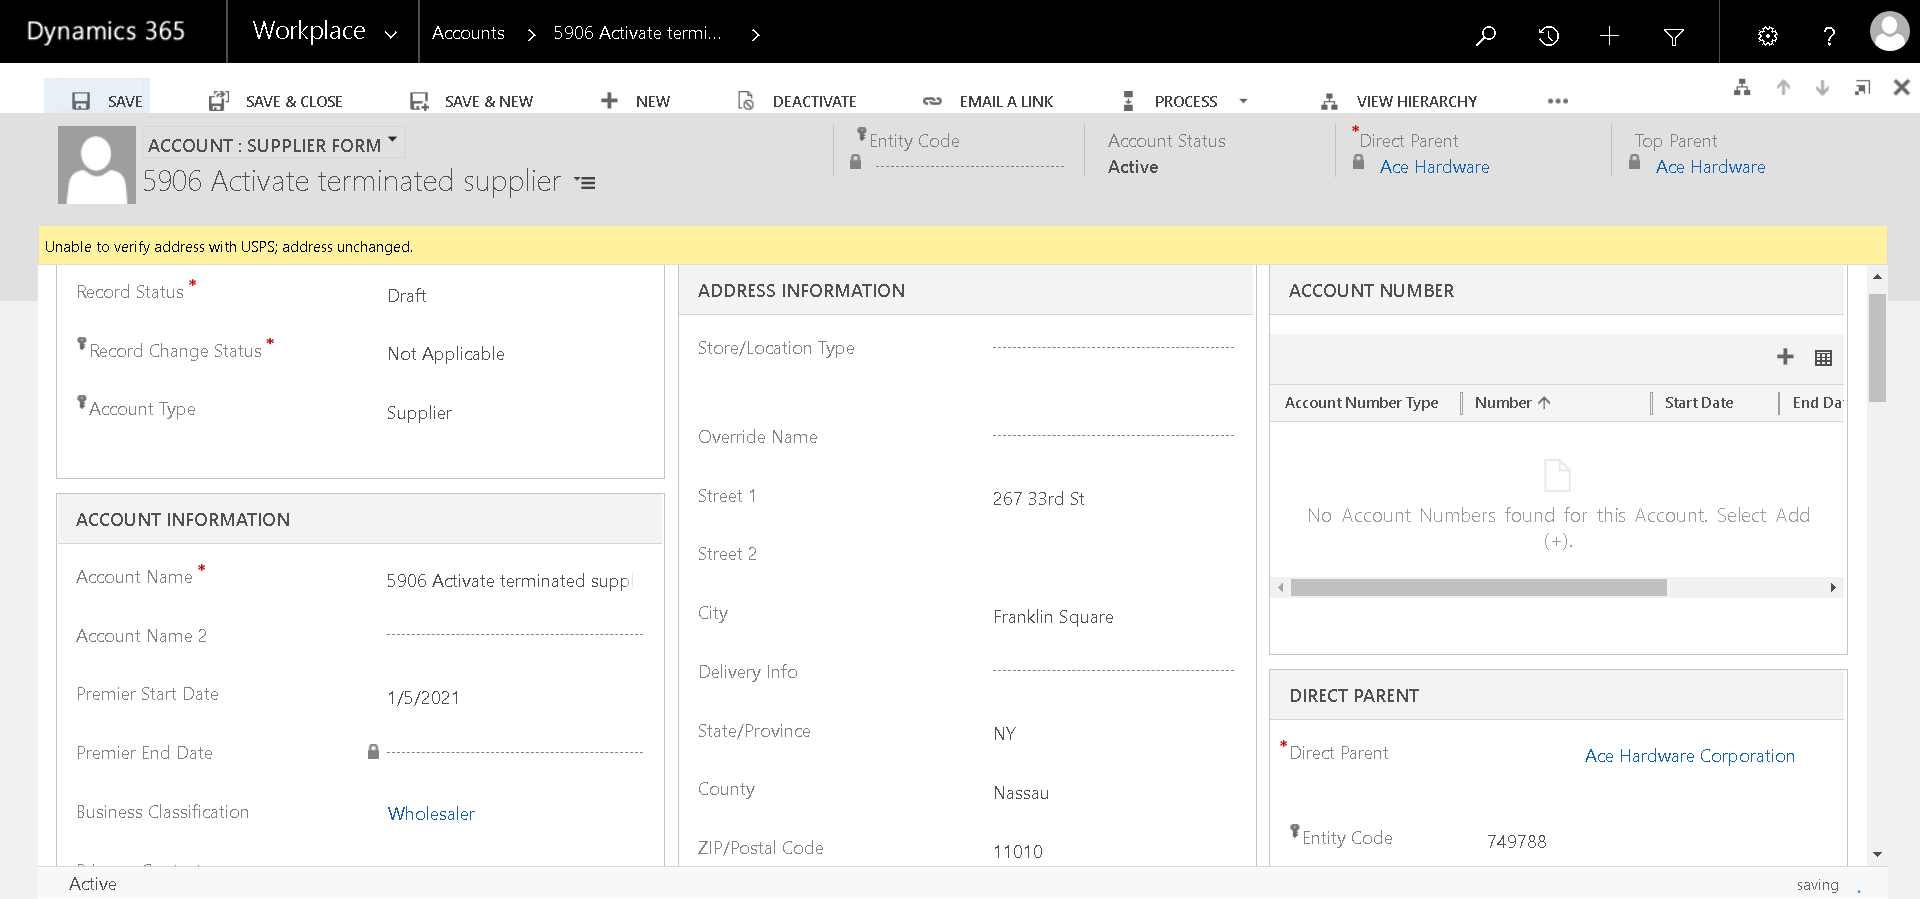 Dynamics 365
Workplace
Accounts
5906 Activate termi...
SAVE
SAVE & CLOSE
SAVE & NEW
NEW
DEACTIVATE
EMAIL A LINK
PROCESS
VIEW HIERARCHY
ACCOUNT : SUPPLIER FORM
5906 Activate terminated supplier
Entity Code
Account Status
Active
*Direct Parent
Ace Hardware
Top Parent
Ace Hardware
Unable to verify address with USPS; address unchanged.
Record Status *
Draft
Record Change Status *
Not Applicable
Account Type
Supplier
ACCOUNT INFORMATION
Account Name *
5906 Activate terminated suppl
Account Name 2
Premier Start Date
1/5/2021
Premier End Date
Business Classification
Wholesaler
ADDRESS INFORMATION
Store/Location Type
Override Name
Street 1
267 33rd St
Street 2
City
Franklin Square
Delivery Info
State/Province
NY
County
Nassau
ZIP/Postal Code
11010
ACCOUNT NUMBER
Account Number Type
Number
Start Date
End Da
No Account Numbers found for this Account. Select Add
(+).
DIRECT PARENT
*Direct Parent
Ace Hardware Corporation
Entity Code
749788
Active
saving